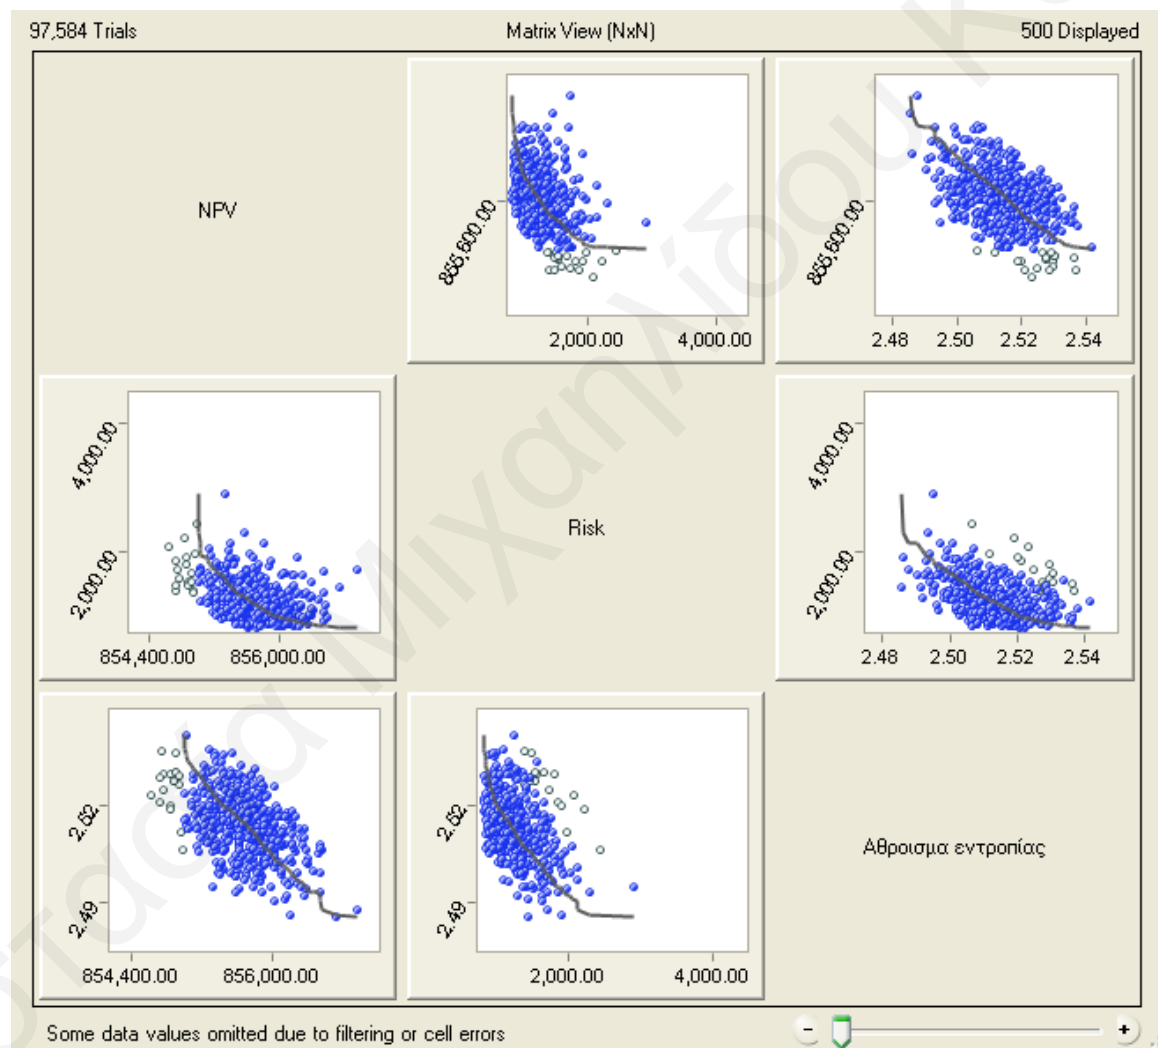 97,584 Trials Matrix View (NxN) 500 Displayed
NPV
855,600.00
2,000.00 4,000.00
855,600.00
2.48 2.50 2.52 2.54
4,000.00
2,000.00
854,400.00 856,000.00
Risk
4,000.00
2,000.00
2.48 2.50 2.52 2.54
2.52
2.49
854,400.00 856,000.00
2.52
2.49
2,000.00 4,000.00
Αθροισμα εντροπίας
Some data values omitted due to filtering or cell errors
- +